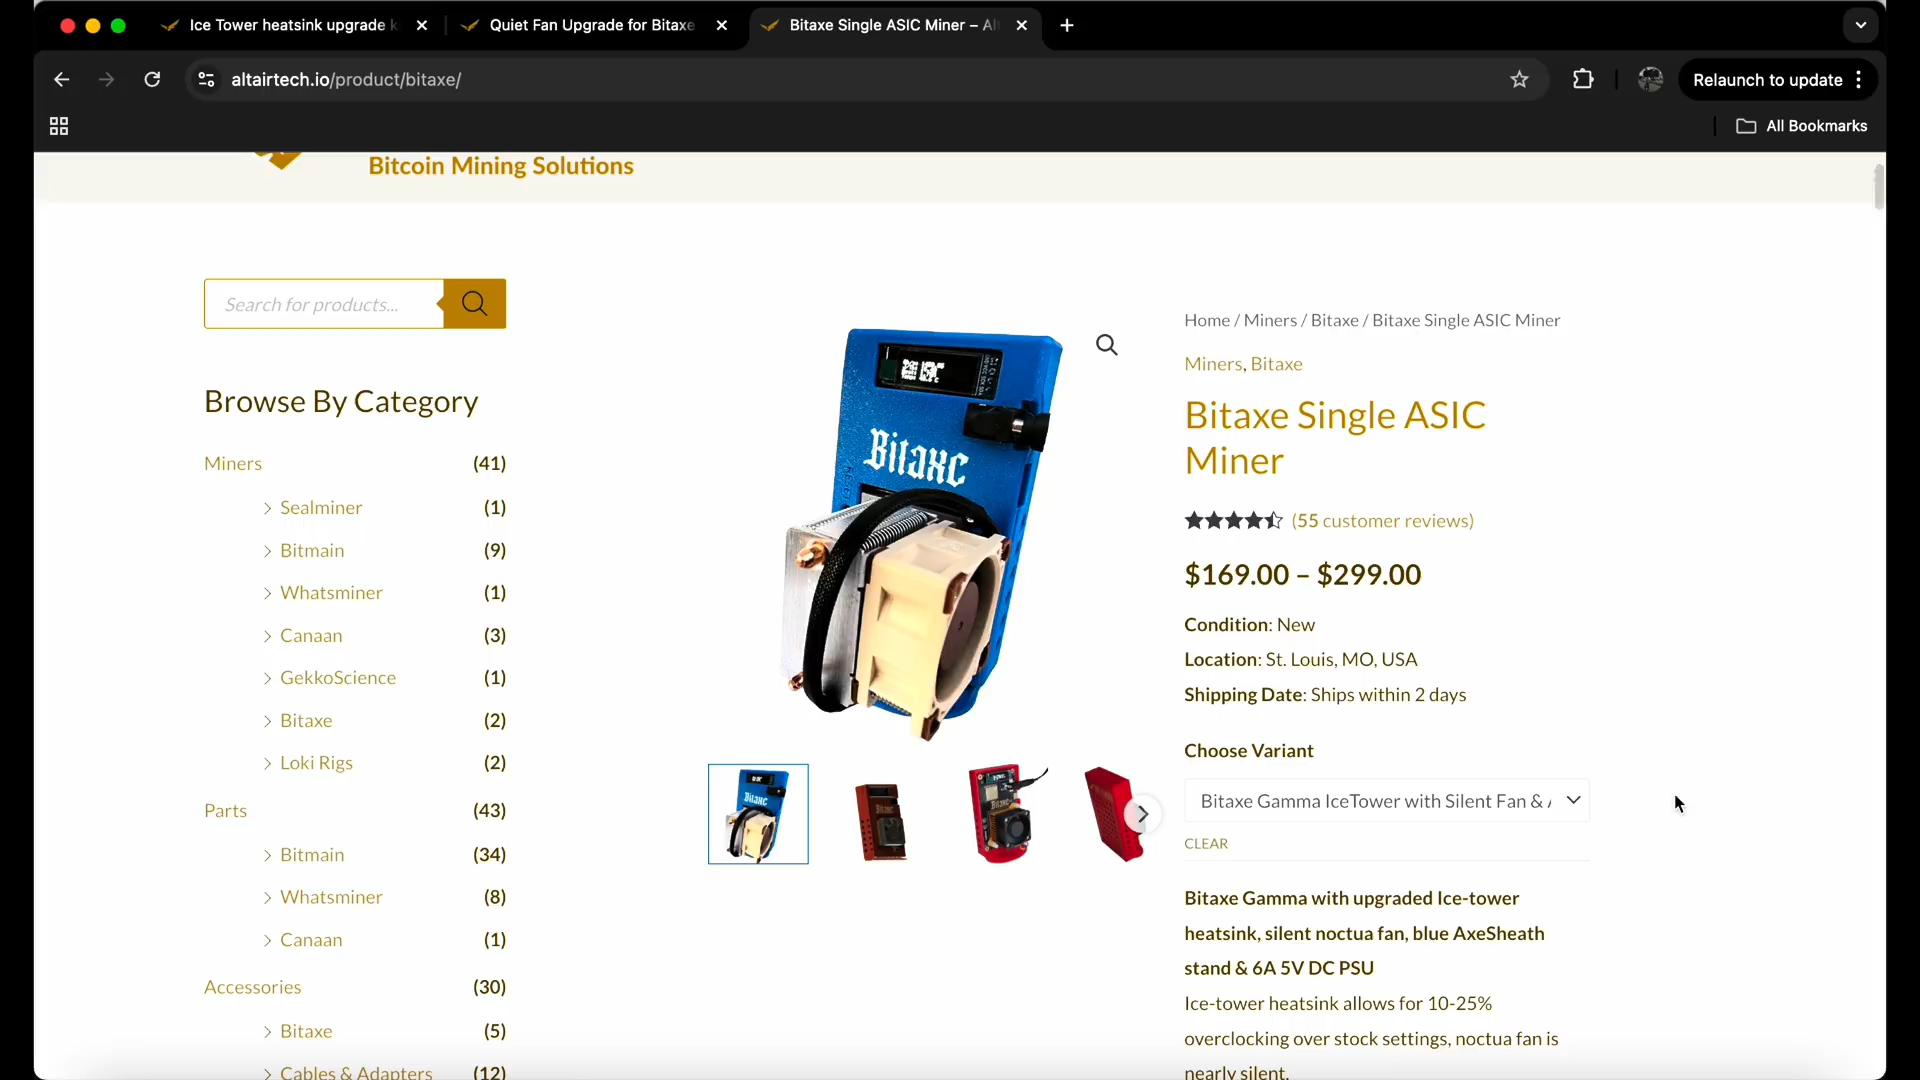 Ice Tower heatsink upgrade k
Quiet Fan Upgrade for Bitaxe
Bitaxe Single ASIC Miner – Al
altairtech.io/product/bitaxe/
Relaunch to update
All Bookmarks
Bitcoin Mining Solutions
Search for products...
Browse By Category
Miners (41)
Sealminer (1)
Bitmain (9)
Whatsminer (1)
Canaan (3)
GekkoScience (1)
Bitaxe (2)
Loki Rigs (2)
Parts (43)
Bitmain (34)
Whatsminer (8)
Canaan (1)
Accessories (30)
Bitaxe (5)
Cables & Adapters (12)
Bitaxe
Home / Miners / Bitaxe / Bitaxe Single ASIC Miner
Miners, Bitaxe
Bitaxe Single ASIC
Miner
(55 customer reviews)
$169.00 – $299.00
Condition: New
Location: St. Louis, MO, USA
Shipping Date: Ships within 2 days
Choose Variant
Bitaxe Gamma IceTower with Silent Fan &
CLEAR
Bitaxe Gamma with upgraded Ice-tower
heatsink, silent noctua fan, blue AxeSheath
stand & 6A 5V DC PSU
Ice-tower heatsink allows for 10-25%
overclocking over stock settings, noctua fan is
nearly silent.